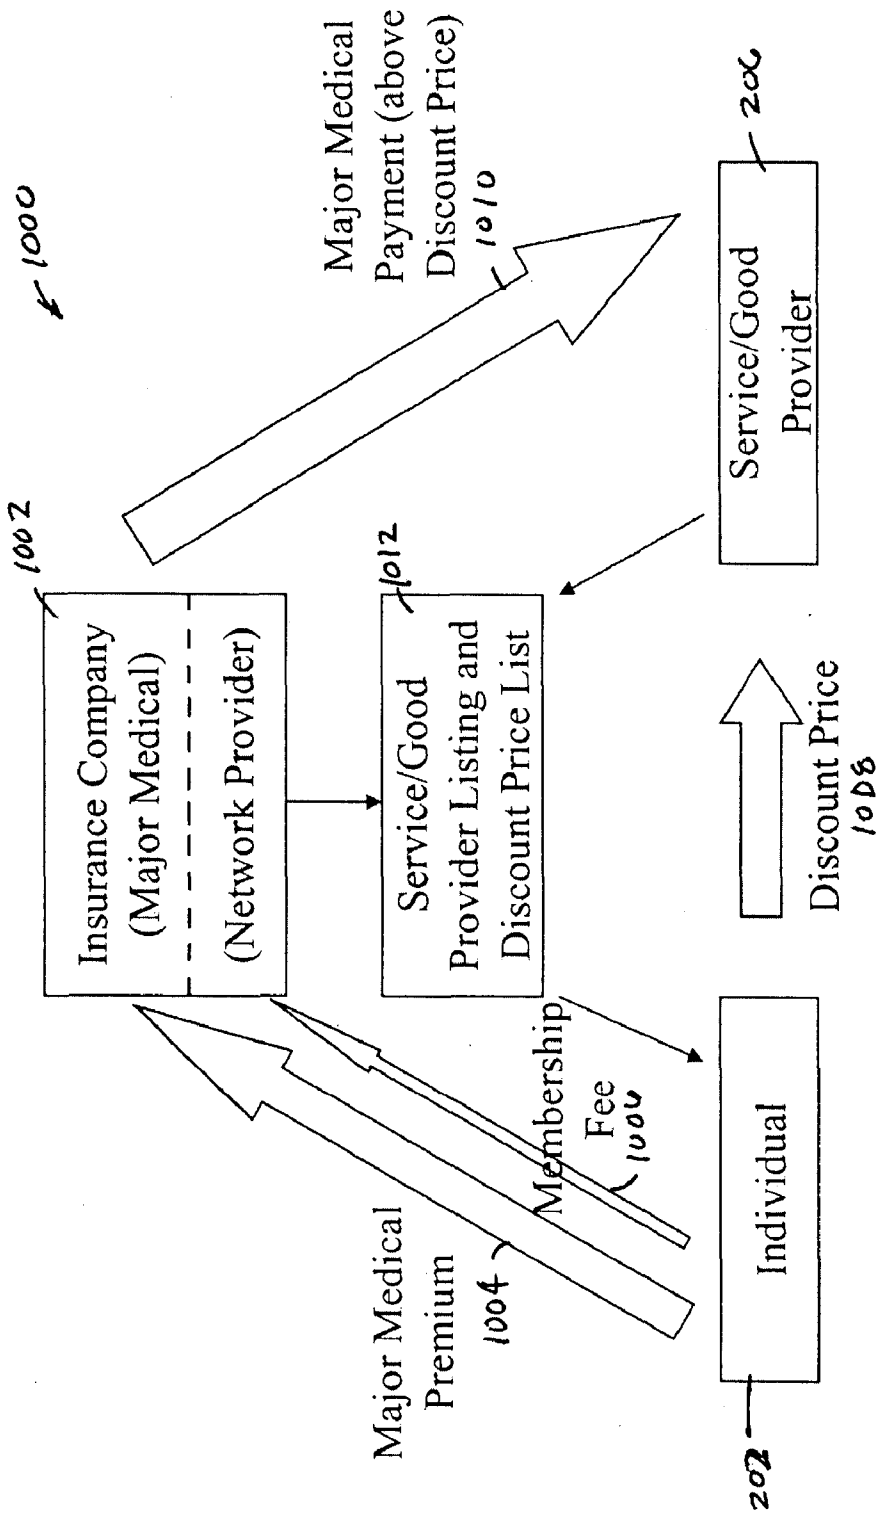 1000
1002
Insurance Company
(Major Medical)
(Network Provider)
Major Medical
Payment (above
Discount Price)
1010
Major Medical
Premium
1004
Membership
Fee
1006
1012
Service/Good
Provider Listing and
Discount Price List
202
Individual
Discount Price
1008
Service/Good
Provider
206